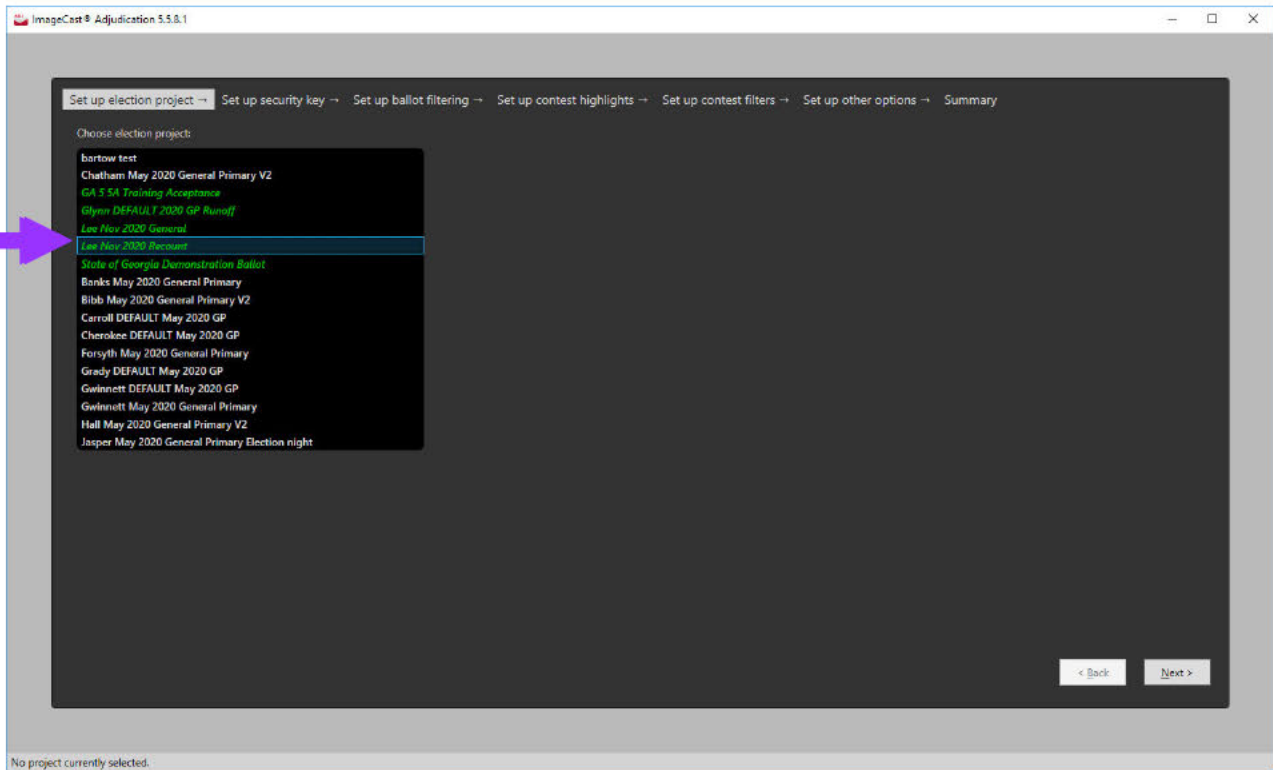 ImageCast® Adjudication 5.5.8.1
Set up election project → Set up security key → Set up ballot filtering → Set up contest highlights → Set up contest filters → Set up other options → Summary
Choose election project:
bartow test
Chatham May 2020 General Primary V2
GA 5.5A Training Acceptance
Glynn DEFAULT 2020 GP Runoff
Lee Nov 2020 General
Lee Nov 2020 Recount
State of Georgia Demonstration Ballot
Banks May 2020 General Primary
Bibb May 2020 General Primary V2
Carroll DEFAULT May 2020 GP
Cherokee DEFAULT May 2020 GP
Forsyth May 2020 General Primary
Grady DEFAULT May 2020 GP
Gwinnett DEFAULT May 2020 GP
Gwinnett May 2020 General Primary
Hall May 2020 General Primary V2
Jasper May 2020 General Primary Election night
< Back Next >
No project currently selected.